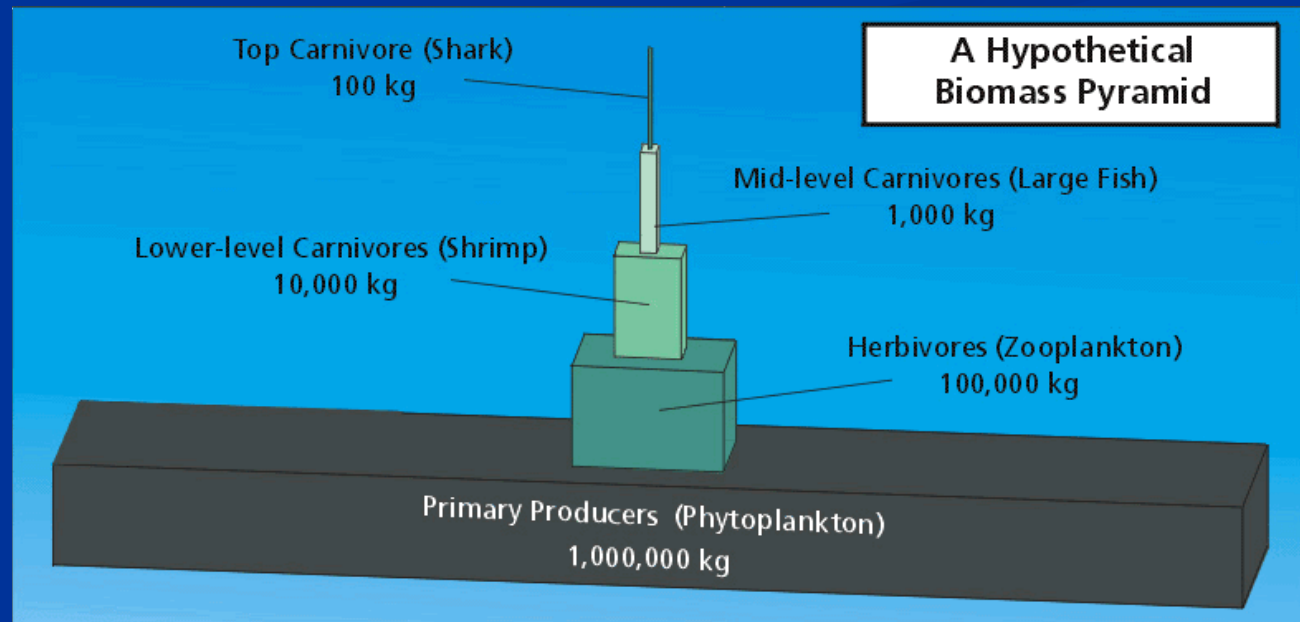 Top Carnivore (Shark)
100 kg
A Hypothetical
Biomass Pyramid
Mid-level Carnivores (Large Fish)
1,000 kg
Lower-level Carnivores (Shrimp)
10,000 kg
Herbivores (Zooplankton)
100,000 kg
Primary Producers (Phytoplankton)
1,000,000 kg